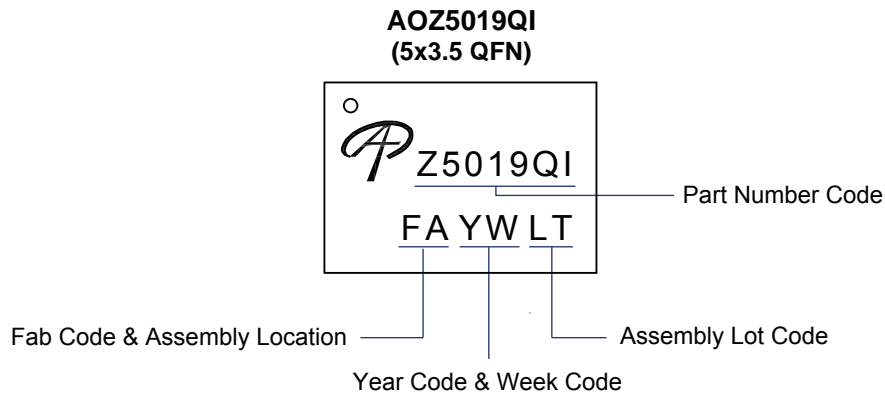 AOZ5019QI
(5x3.5 QFN)
Z5019QI
Part Number Code
FA YW LT
Fab Code & Assembly Location
Assembly Lot Code
Year Code & Week Code